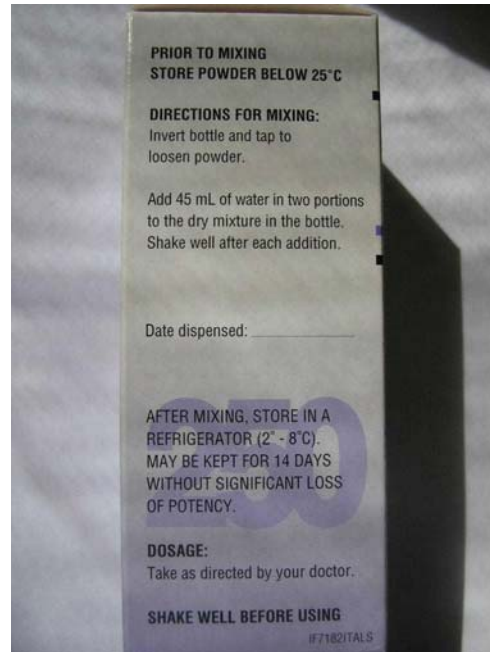 PRIOR TO MIXING
STORE POWDER BELOW 25°C
DIRECTIONS FOR MIXING:
Invert bottle and tap to
loosen powder.
Add 45 mL of water in two portions
to the dry mixture in the bottle.
Shake well after each addition.
Date dispensed: ____________
250
AFTER MIXING, STORE IN A
REFRIGERATOR (2° - 8°C).
MAY BE KEPT FOR 14 DAYS
WITHOUT SIGNIFICANT LOSS
OF POTENCY.
DOSAGE:
Take as directed by your doctor.
SHAKE WELL BEFORE USING
IF7182ITALS